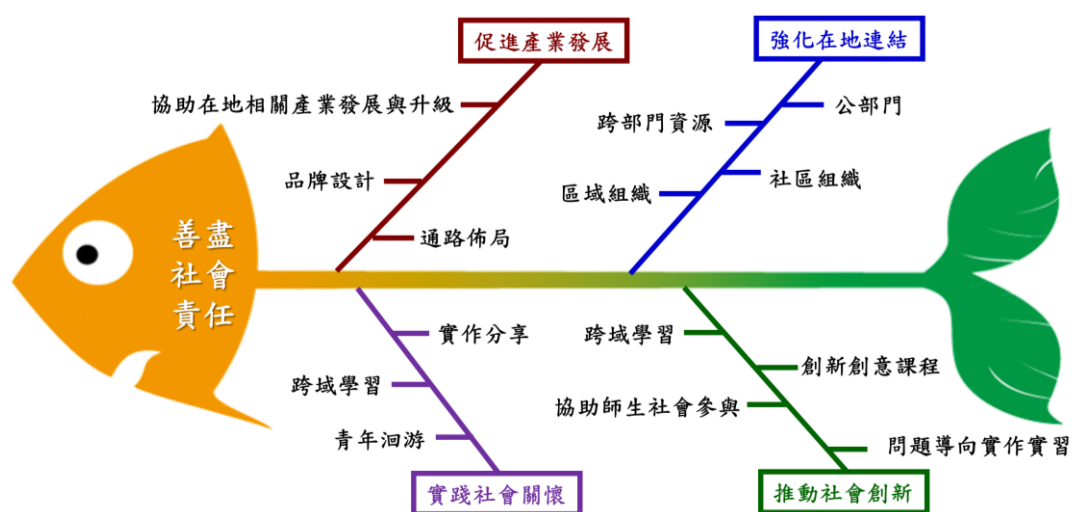 促進產業發展
強化在地連結
協助在地相關產業發展與升級
公部門
跨部門資源
品牌設計
區域組織
社區組織
通路佈局
善盡
社會
責任
實作分享
跨域學習
跨域學習
創新創意課程
協助師生社會參與
青年洄游
問題導向實作實習
實踐社會關懷
推動社會創新